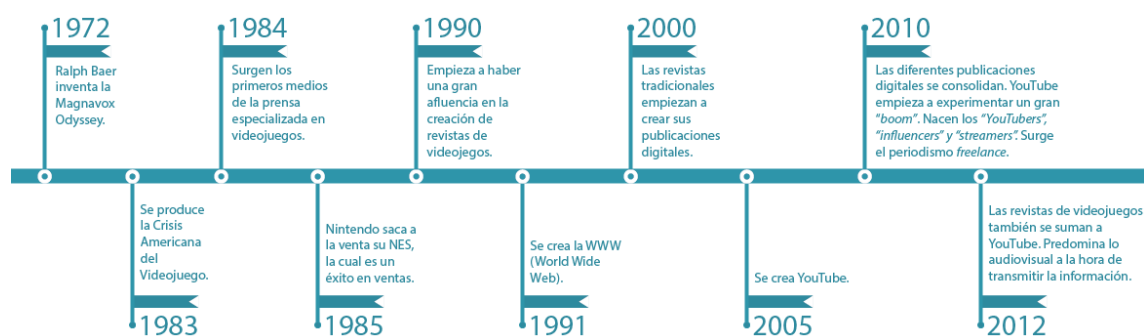 1972
Ralph Baer
inventa la
Magnavox
Odyssey.
1984
Surgen los
primeros medios
de la prensa
especializada en
videojuegos.
1990
Empieza a haber
una gran
afluencia en la
creación de
revistas de
videojegos.
2000
Las revistas
tradicionales
empiezan a
crear sus
publicaciones
digitales.
2010
Las diferentes publicaciones
digitales se consolidan. YouTube
empieza a experimentar un gran
“boom”. Nacen los “YouTubers”,
“influencers” y “streamers”. Surge
el periodismo freelance.
Se produce
la Crisis
Americana
del
Videojuego.
1983
Nintendo saca a
la venta su NES,
la cual es un
éxito en ventas.
1985
Se crea la WWW
(World Wide
Web).
1991
Se crea YouTube.
2005
Las revistas de videojuegos
también se suman a
YouTube. Predomina lo
audiovisual a la hora de
transmitir la información.
2012